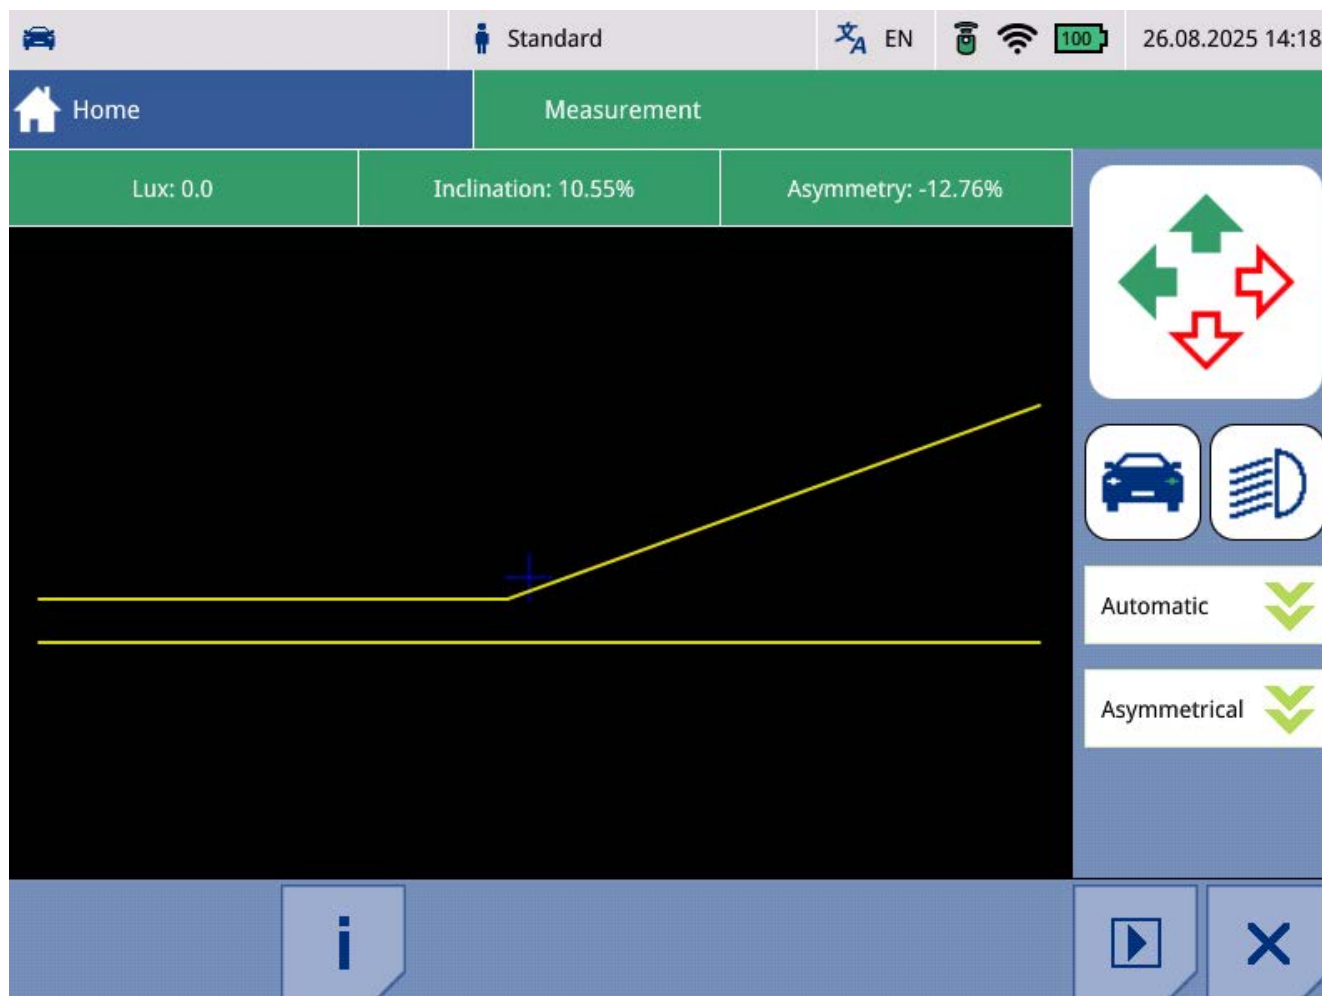 Standard
EN
100
26.08.2025 14:18
Home
Measurement
Lux: 0.0
Inclination: 10.55%
Asymmetry: -12.76%
Automatic
Asymmetrical
i